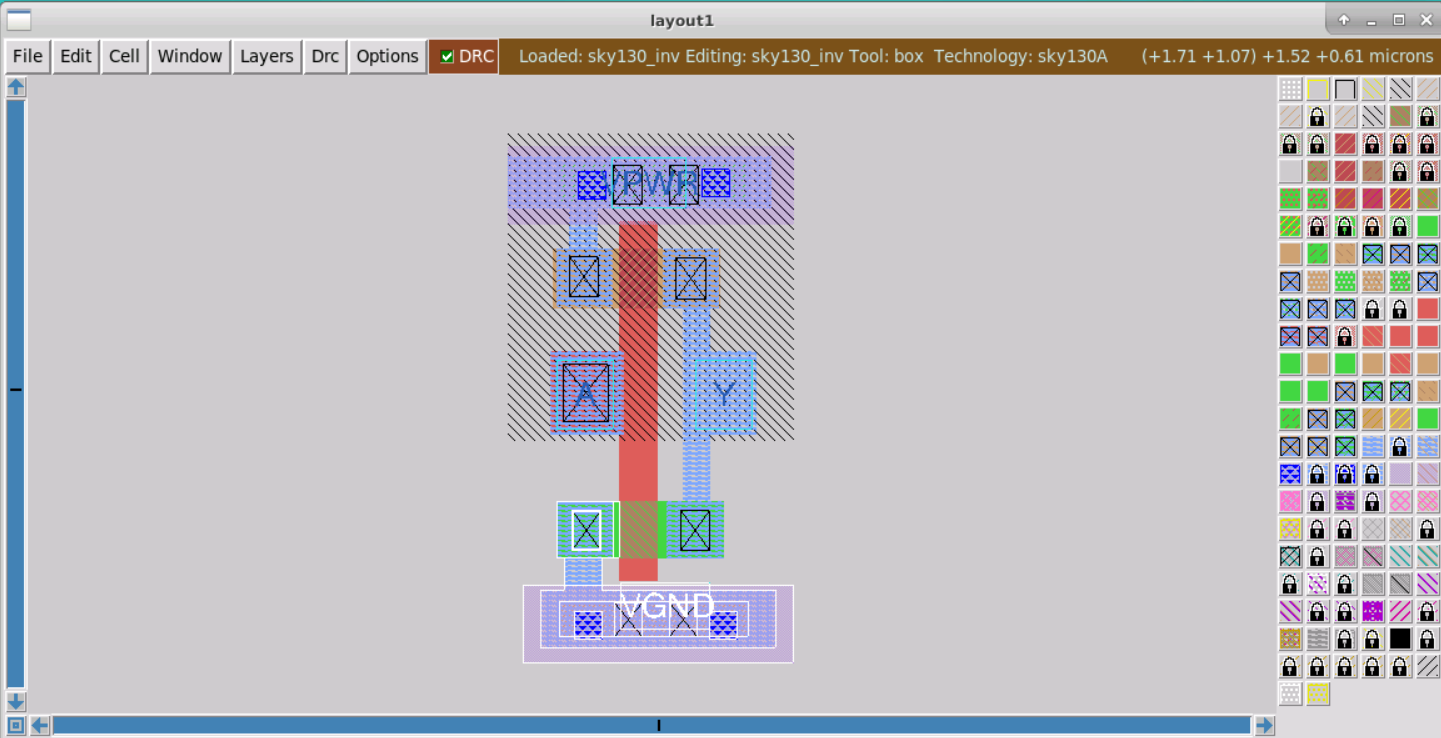 layout1
File Edit Cell Window Layers Drc Options DRC Loaded: sky130_inv Editing: sky130_inv Tool: box Technology: sky130A (+1.71 +1.07) +1.52 +0.61 microns
VPWR
A Y
VGND